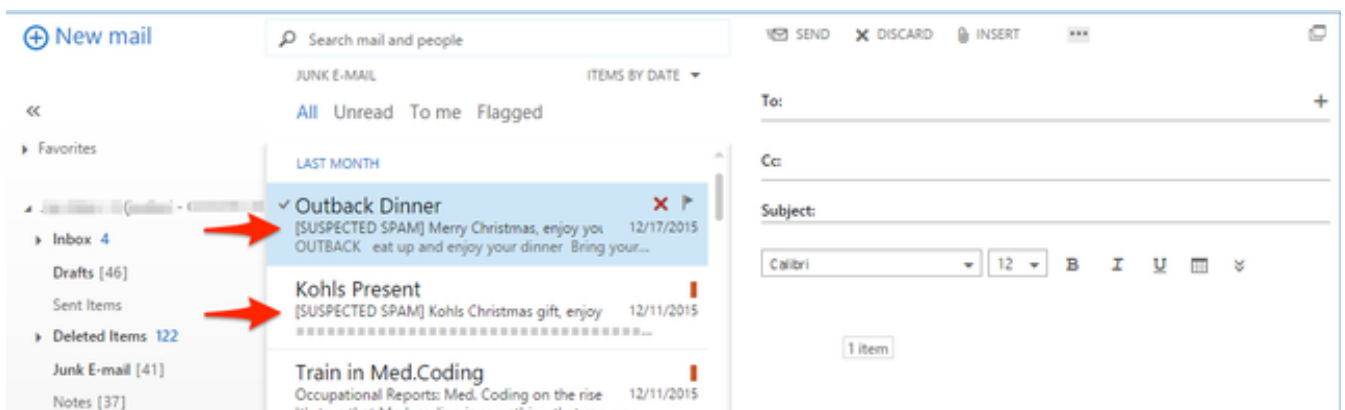 New mail
«
Favorites
Inbox 4
Drafts [46]
Sent Items
Deleted Items 122
Junk E-mail [41]
Notes [37]
Search mail and people
JUNK E-MAIL ITEMS BY DATE
All Unread To me Flagged
LAST MONTH
Outback Dinner
[SUSPECTED SPAM] Merry Christmas, enjoy you 12/17/2015
OUTBACK eat up and enjoy your dinner Bring your...
Kohls Present
[SUSPECTED SPAM] Kohls Christmas gift, enjoy 12/11/2015
Train in Med.Coding
Occupational Reports: Med. Coding on the rise 12/11/2015
SEND DISCARD INSERT ...
To: +
Cc:
Subject:
Calibri 12 B I U
1 item